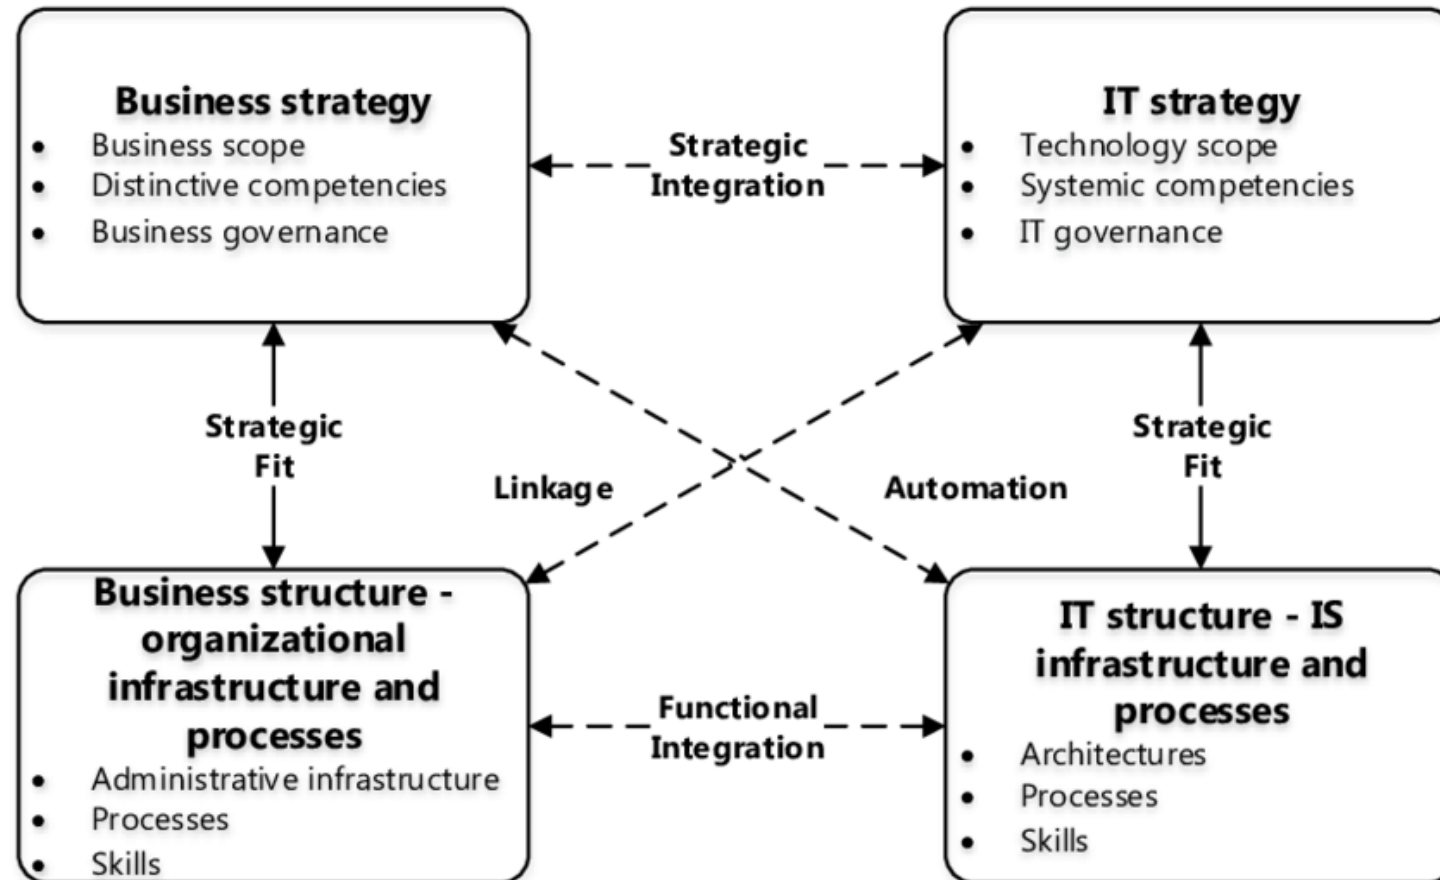 Business strategy
• Business scope
• Distinctive competencies
• Business governance
Strategic
Integration
IT strategy
• Technology scope
• Systemic competencies
• IT governance
Strategic
Fit
Linkage
Automation
Strategic
Fit
Business structure -
organizational
infrastructure and
processes
• Administrative infrastructure
• Processes
• Skills
Functional
Integration
IT structure - IS
infrastructure and
processes
• Architectures
• Processes
• Skills